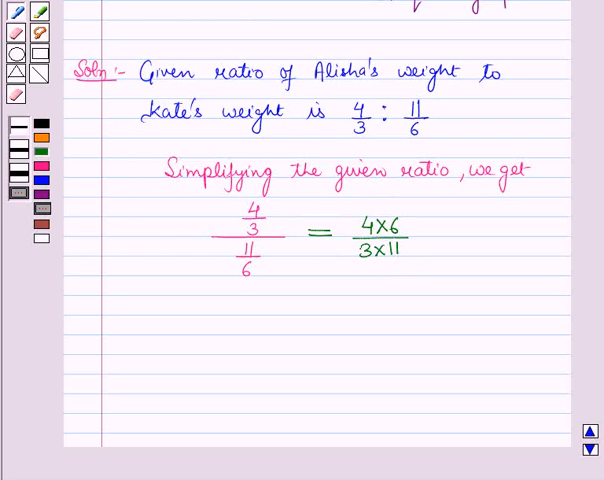 Soln:- Given ratio of Alisha's weight to
Kate's weight is 4/3 : 11/6
Simplifying the given ratio, we get
4/3 / 11/6 = 4×6 / 3×11